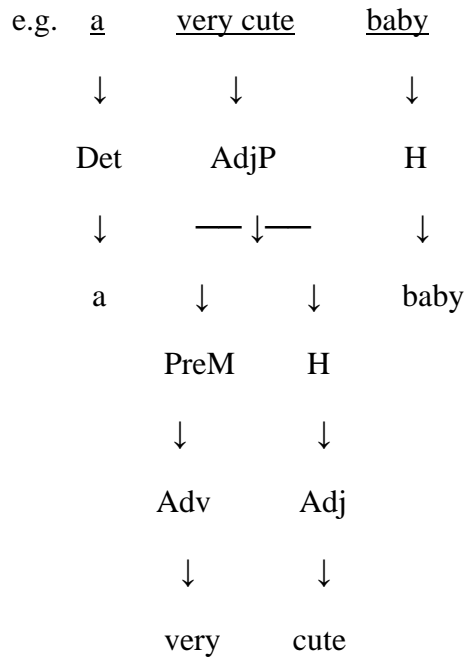 e.g. a very cute baby
↓ ↓ ↓
Det AdjP H
↓ ↓ ↓
a ↓ ↓ baby
PreM H
↓ ↓
Adv Adj
↓ ↓
very cute